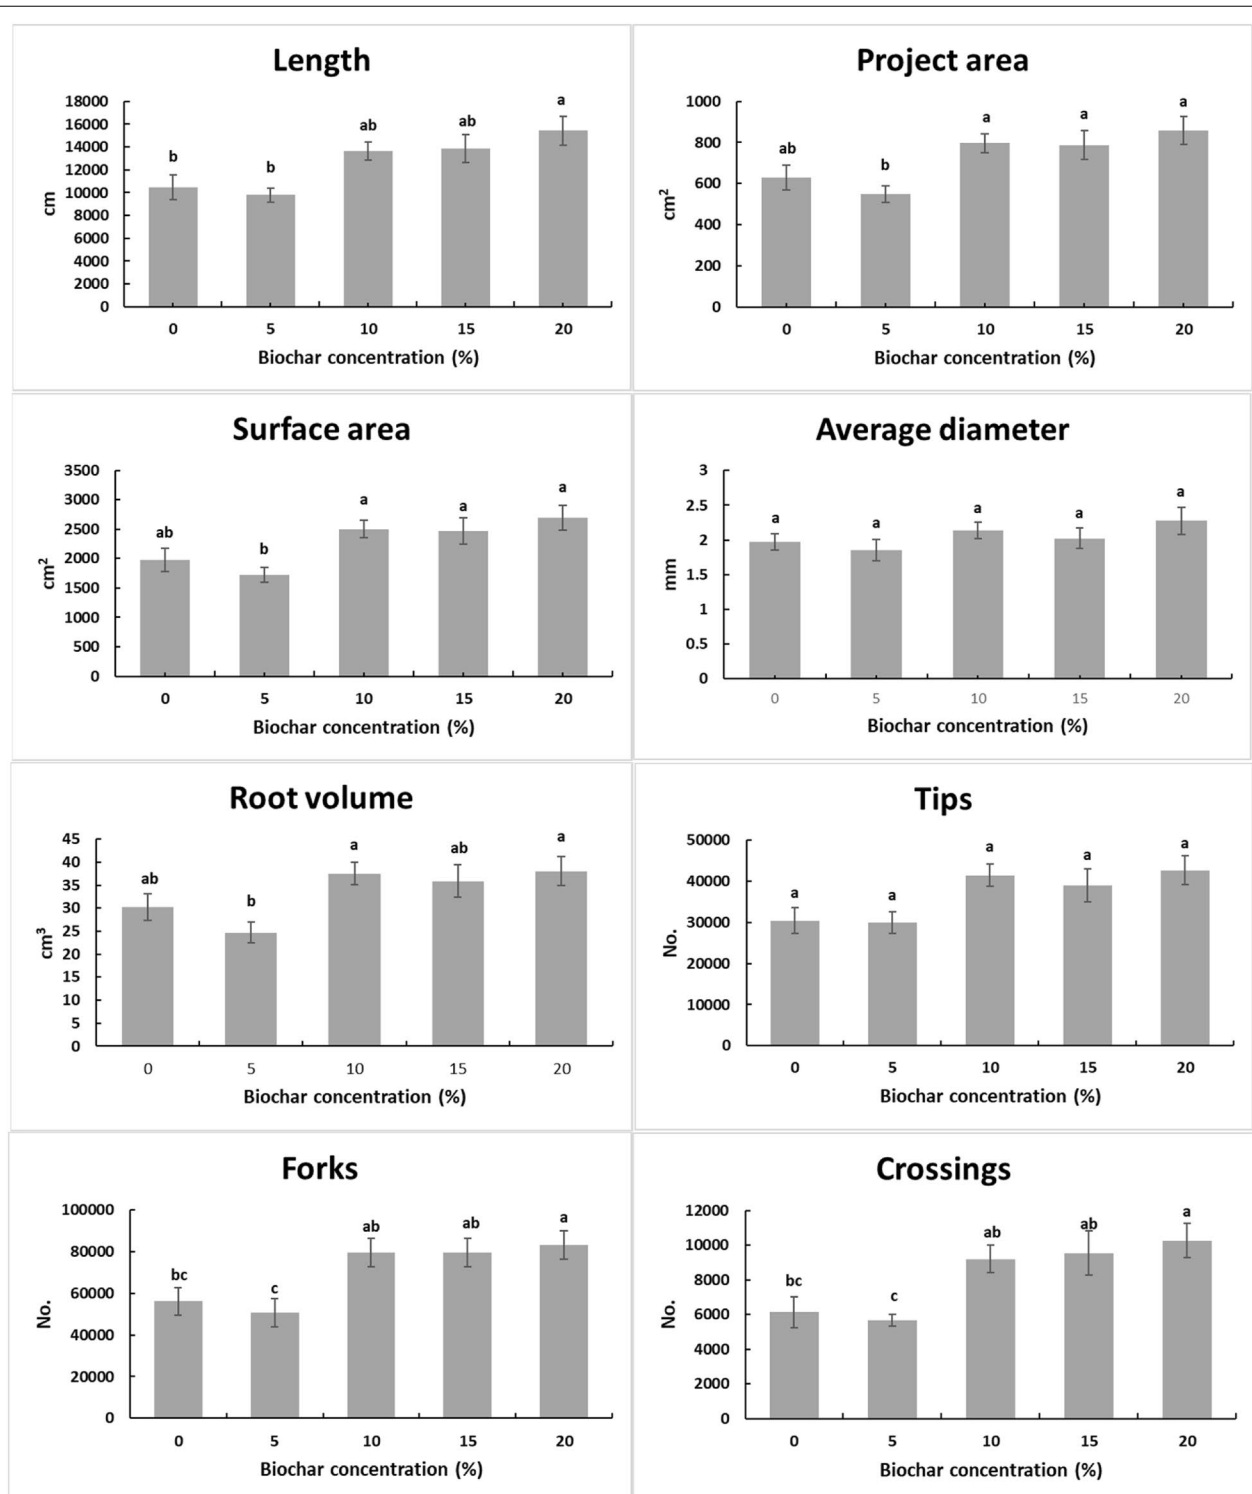 Length
18000
16000
14000
12000
10000
8000
6000
4000
2000
0
cm
b
b
ab
ab
a
0 5 10 15 20
Biochar concentration (%)
Project area
1000
800
600
400
200
0
cm²
ab
b
a
a
a
0 5 10 15 20
Biochar concentration (%)
Surface area
3500
3000
2500
2000
1500
1000
500
0
cm²
ab
b
a
a
a
0 5 10 15 20
Biochar concentration (%)
Average diameter
3
2.5
2
1.5
1
0.5
0
mm
a
a
a
a
a
0 5 10 15 20
Biochar concentration (%)
Root volume
45
40
35
30
25
20
15
10
5
0
cm³
ab
b
a
ab
a
0 5 10 15 20
Biochar concentration (%)
Tips
50000
40000
30000
20000
10000
0
No.
a
a
a
a
a
0 5 10 15 20
Biochar concentration (%)
Forks
100000
80000
60000
40000
20000
0
No.
bc
c
ab
ab
a
0 5 10 15 20
Biochar concentration (%)
Crossings
12000
10000
8000
6000
4000
2000
0
No.
bc
c
ab
ab
a
0 5 10 15 20
Biochar concentration (%)